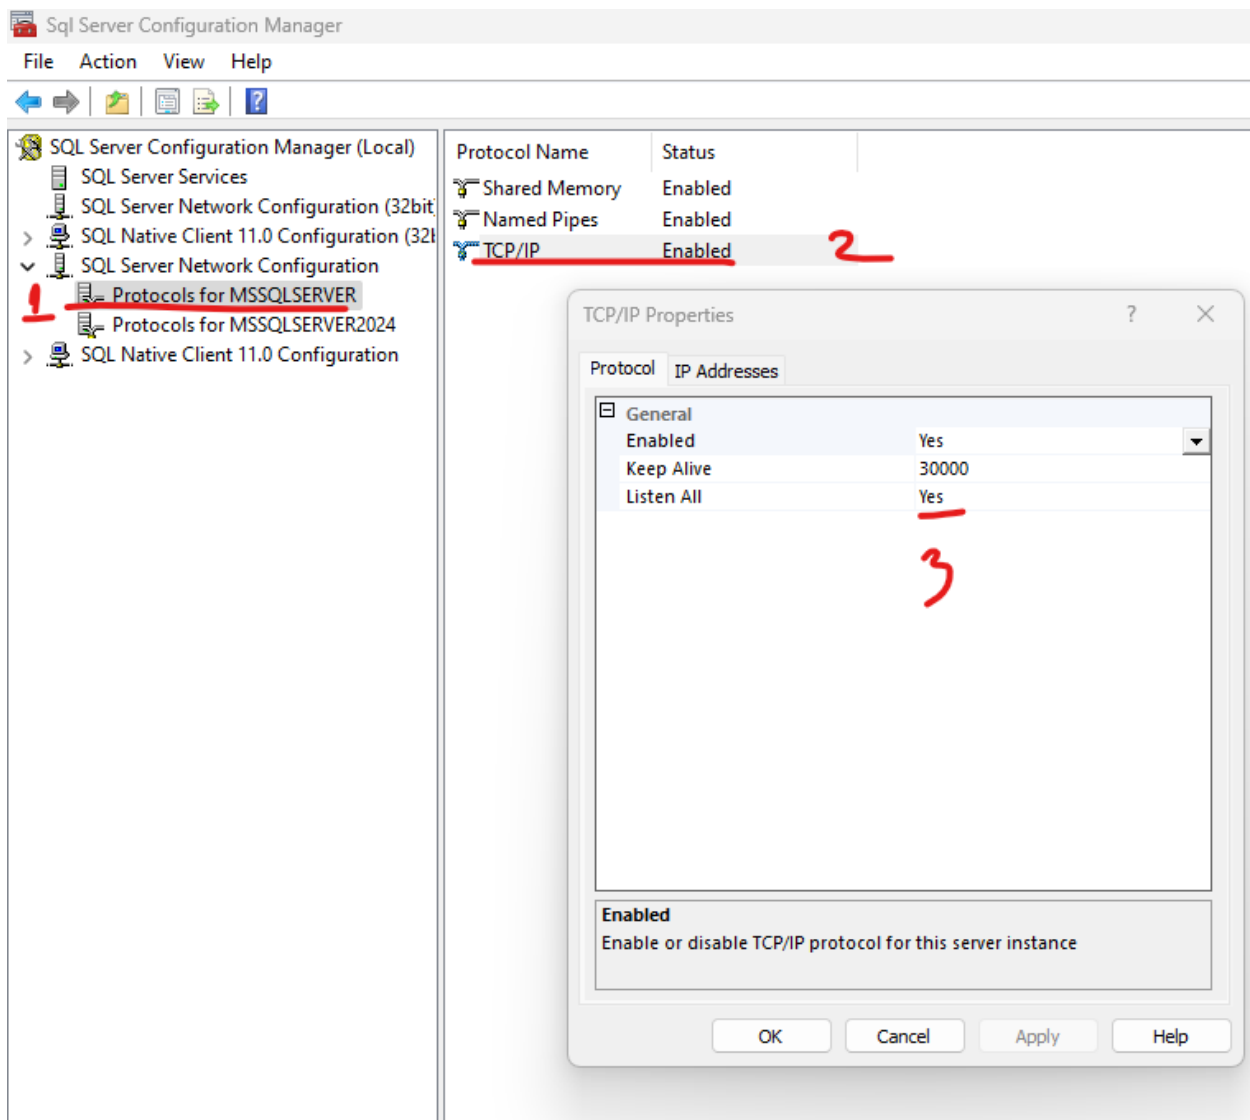 Sql Server Configuration Manager
File Action View Help
SQL Server Configuration Manager (Local)
SQL Server Services
SQL Server Network Configuration (32bit
SQL Native Client 11.0 Configuration (32b
SQL Server Network Configuration
1 Protocols for MSSQLSERVER
Protocols for MSSQLSERVER2024
SQL Native Client 11.0 Configuration
Protocol Name Status
Shared Memory Enabled
Named Pipes Enabled
TCP/IP Enabled 2
TCP/IP Properties ?
Protocol IP Addresses
General
Enabled Yes
Keep Alive 30000
Listen All Yes
3
Enabled
Enable or disable TCP/IP protocol for this server instance
OK Cancel Apply Help